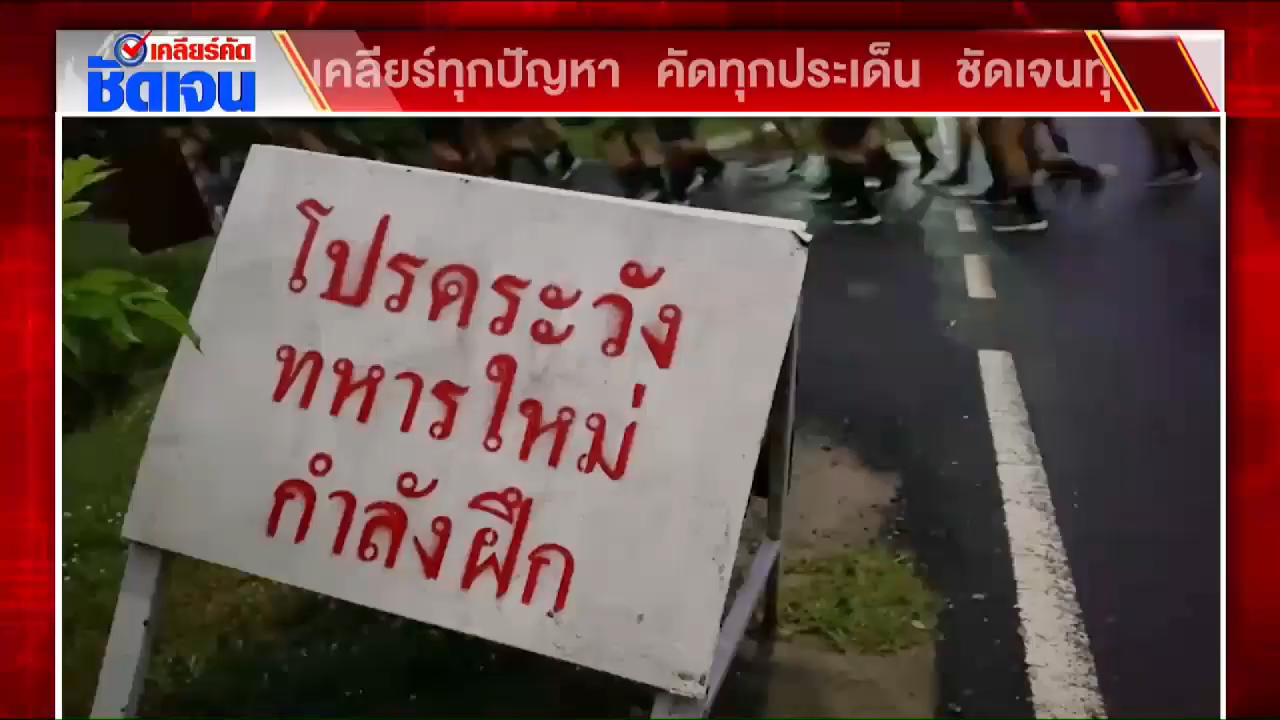 เคลียร์คัด
ชัดเจน
เคลียร์ทุกปัญหา คัดทุกประเด็น ชัดเจนทุ
โปรดระวัง
ทหารใหม่
กำลังฝึก